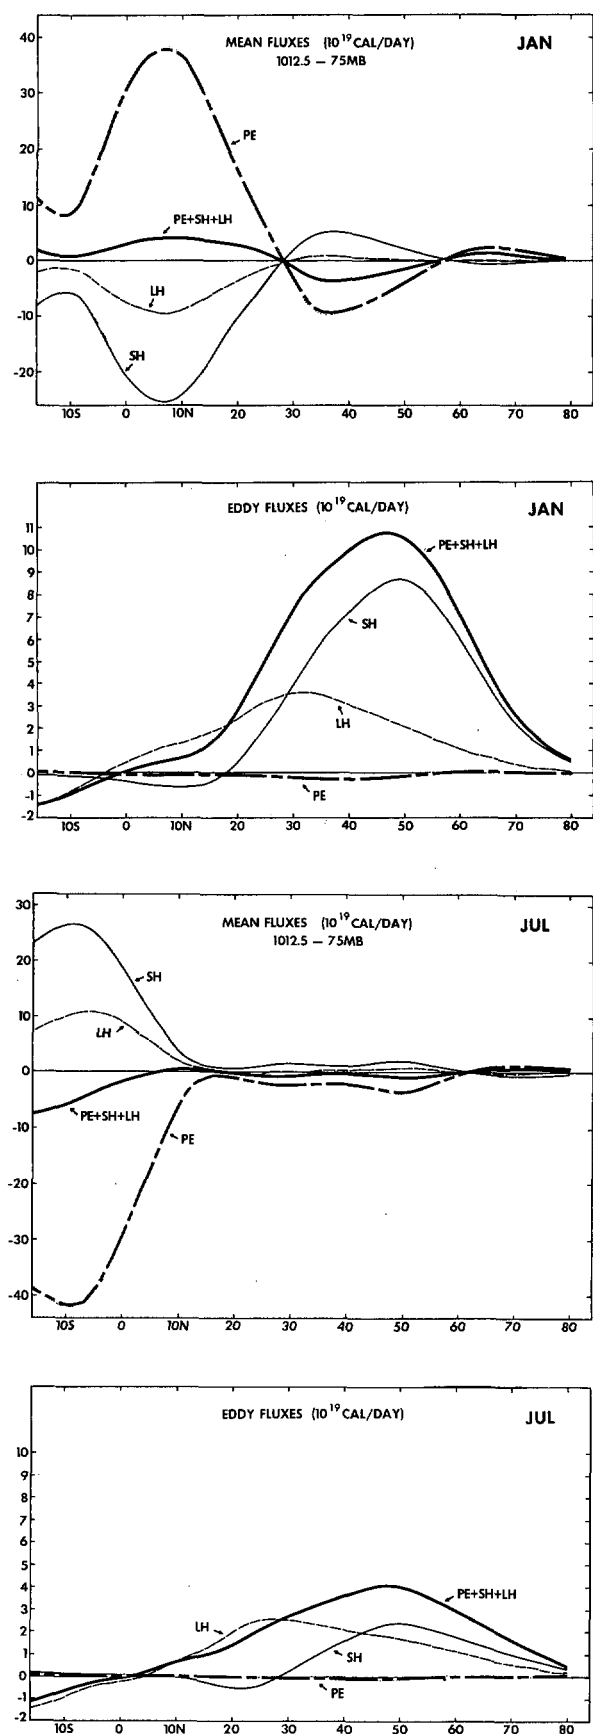 MEAN FLUXES (10^19 CAL/DAY) JAN
1012.5 – 75MB
40
30
20
10
0
-10
-20
PE
PE+SH+LH
LH
SH
10S 0 10N 20 30 40 50 60 70 80
EDDY FLUXES (10^19 CAL/DAY) JAN
11
10
9
8
7
6
5
4
3
2
1
0
-1
-2
PE+SH+LH
SH
LH
PE
10S 0 10N 20 30 40 50 60 70 80
MEAN FLUXES (10^19 CAL/DAY) JUL
1012.5 – 75MB
30
20
10
0
-10
-20
-30
-40
SH
LH
PE+SH+LH
PE
10S 0 10N 20 30 40 50 60 70 80
EDDY FLUXES (10^19 CAL/DAY) JUL
10
9
8
7
6
5
4
3
2
1
0
-1
-2
PE+SH+LH
LH
SH
PE
10S 0 10N 20 30 40 50 60 70 80